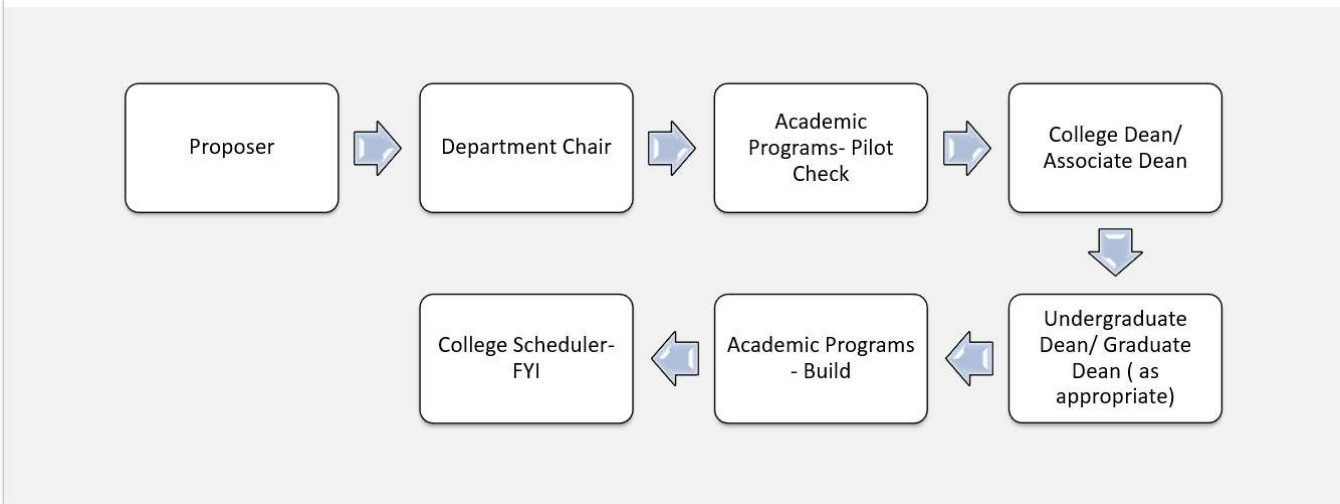 Proposer
Department Chair
Academic
Programs- Pilot
Check
College Dean/
Associate Dean
Undergraduate
Dean/ Graduate
Dean ( as
appropriate)
Academic Programs
- Build
College Scheduler-
FYI